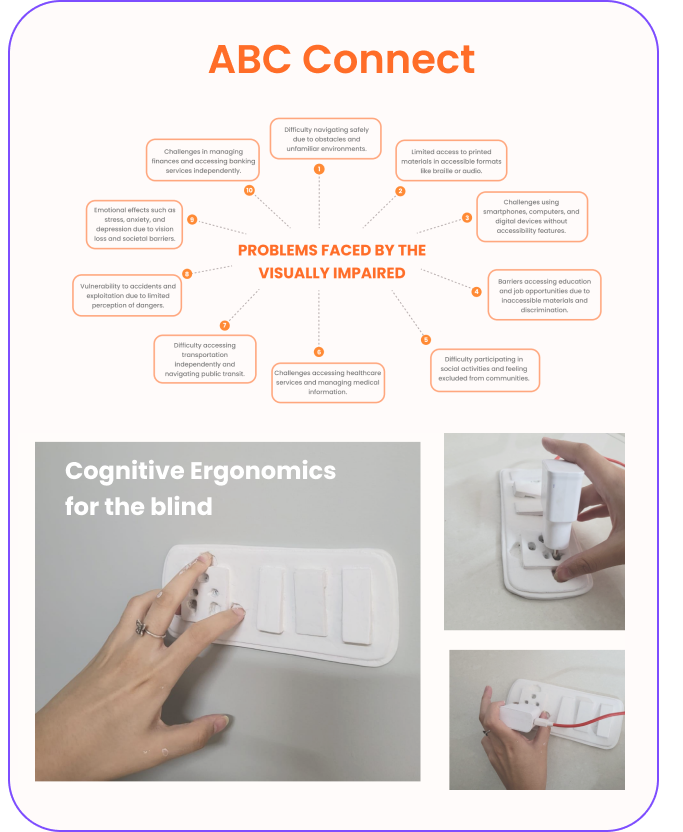 ABC Connect
Difficulty navigating safely
due to obstacles and
unfamiliar environments.
1
Limited access to printed
materials in accessible formats
like braille or audio.
2
Challenges using
smartphones, computers, and
digital devices without
accessibility features.
3
Barriers accessing education
and job opportunities due to
inaccessible materials and
discrimination.
4
Difficulty participating in
social activities and feeling
excluded from communities.
Challenges accessing healthcare
services and managing medical
information.
6
Difficulty accessing
transportation
independently and
navigating public transit.
7
Vulnerability to accidents and
exploitation due to limited
perception of dangers.
8
Emotional effects such as
stress, anxiety, and
depression due to vision
loss and societal barriers.
Challenges in managing
finances and accessing banking
services independently.
10
PROBLEMS FACED BY THE
VISUALLY IMPAIRED
Cognitive Ergonomics
for the blind